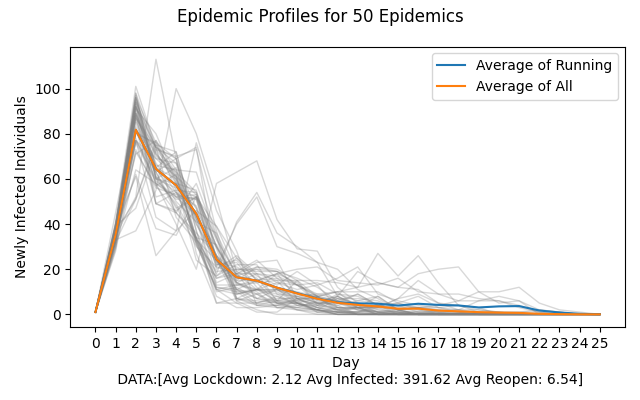 Epidemic Profiles for 50 Epidemics
Average of Running
Average of All
Newly Infected Individuals
100
80
60
40
20
0
0 1 2 3 4 5 6 7 8 9 10 11 12 13 14 15 16 17 18 19 20 21 22 23 24 25
Day
DATA:[Avg Lockdown: 2.12 Avg Infected: 391.62 Avg Reopen: 6.54]